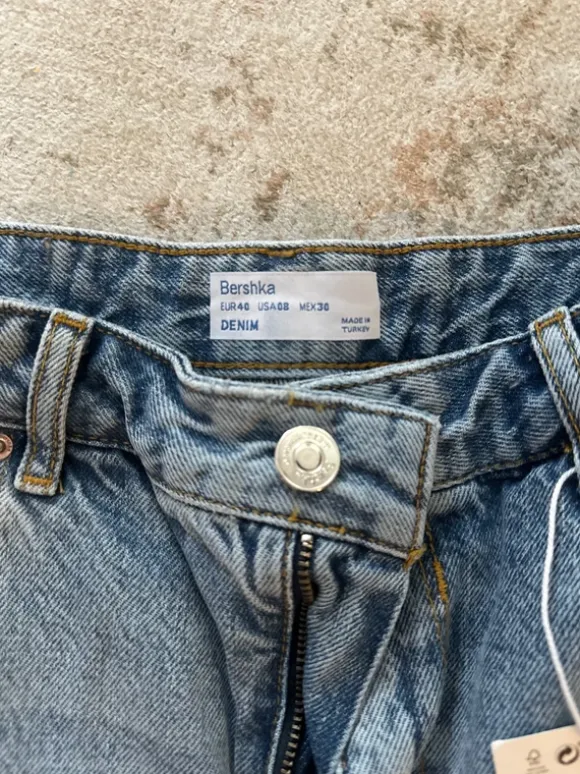 Bershka
EUR40 USA08 MEX30
DENIM
MADE IN
TURKEY